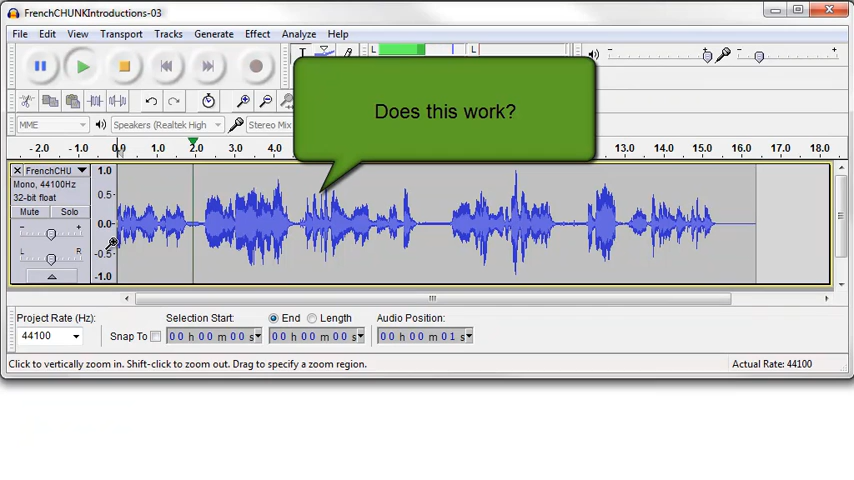 FrenchCHUNKIntroductions-03
File Edit View Transport Tracks Generate Effect Analyze Help
L L
R
Does this work?
MME Speakers (Realtek High Stereo Mix
0.0 1.0 2.0 3.0 4.0 13.0 14.0 15.0 16.0 17.0 18.0
FrenchCHU 1.0
Mono, 44100Hz
32-bit float 0.5
Mute Solo
- + 0.0
L R -0.5
-1.0
Project Rate (Hz): Selection Start: End Length Audio Position:
44100 Snap To 00 h 00 m 00 s 00 h 00 m 00 s 00 h 00 m 01 s
Click to vertically zoom in. Shift-click to zoom out. Drag to specify a zoom region. Actual Rate: 44100